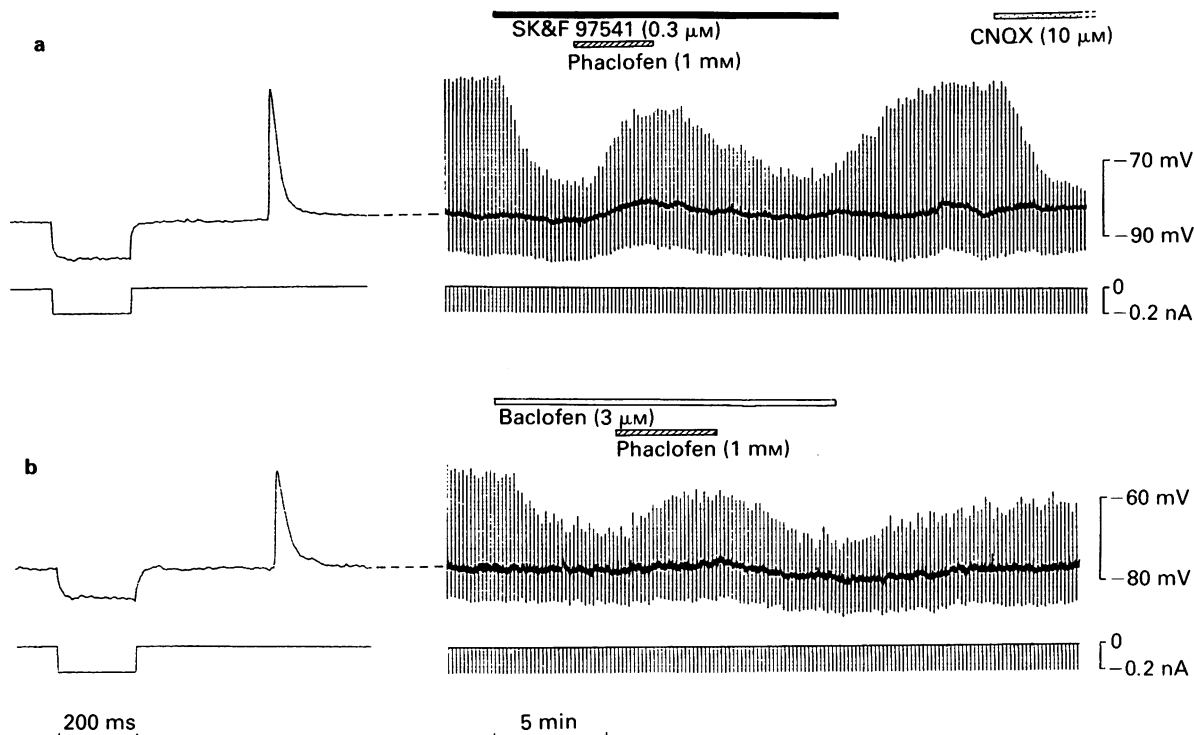 a
SK&F 97541 (0.3 μM)
Phaclofen (1 mM)
CNQX (10 μM)
−70 mV
−90 mV
0
−0.2 nA
b
Baclofen (3 μM)
Phaclofen (1 mM)
−60 mV
−80 mV
0
−0.2 nA
200 ms
5 min